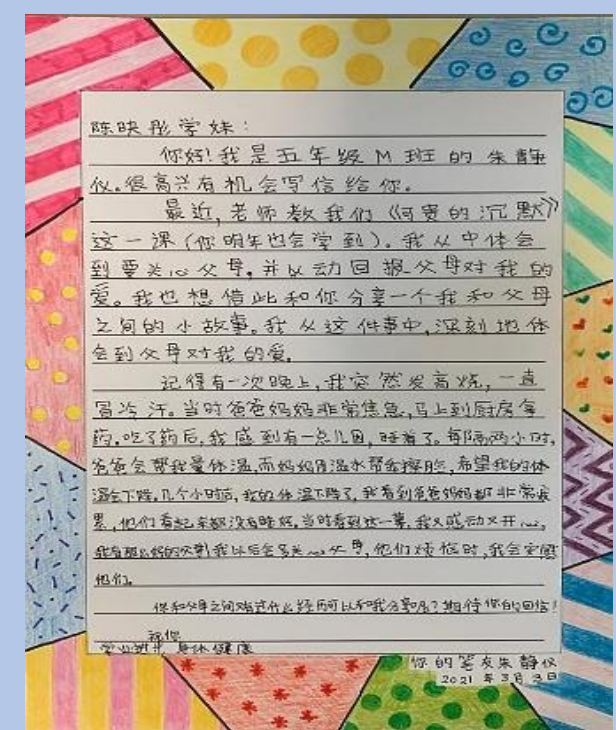 陈映彤学妹：
你好!我是五年级M班的朱静
仪。很高兴有机会写信给你。
最近,老师教我们《可贵的沉默》
这一课(你明年也会学到)。我从中体会
到要关心父母,并以动回报父母对我的
爱。我也想借此和你分享一个我和父母
之间的小故事。我从这件事中,深刻地体
会到父母对我的爱。
记得有一次晚上,我突然发高烧,一直
冒冷汗。当时爸爸妈妈非常焦急,马上到厨房拿
药。吃了药后,我感到有一点儿困,睡着了。每隔两小时,
爸爸会帮我量体温,而妈妈用温水帮我擦脸,希望我的体
温会下降。几个小时后,我的体温下降了。我看到爸爸妈妈都非常疲
累,他们看起来都没有睡好。当时看到这一幕,我又感动又开心,
我有那么好的父母!我以后会多关心父母,他们烦恼时,我会安慰
他们。
你和父母之间发生什么经历可以和我分享呢?期待你的回信!
祝你
学业进步 身体健康
你的笔友朱静仪
2021年3月3日